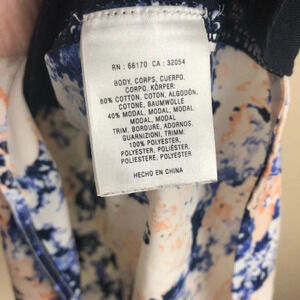 RN : 66170 CA : 32054
BODY, CORPS, CUERPO,
CORPO, KÖRPER:
60% COTTON, COTON, ALGODÓN,
COTONE, BAUMWOLLE
40% MODAL, MODAL, MODAL,
MODAL, MODAL
TRIM, BORDURE, ADORNOS,
GUARNIZIONI, TRIMM:
100% POLYESTER,
POLYESTER, POLIÉSTER,
POLIESTERE, POLYESTER
HECHO EN CHINA